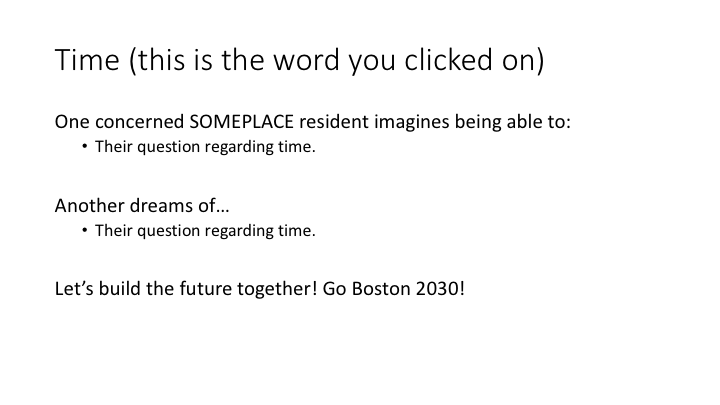 Time (this is the word you clicked on)
One concerned SOMEPLACE resident imagines being able to:
• Their question regarding time.
Another dreams of…
• Their question regarding time.
Let’s build the future together! Go Boston 2030!